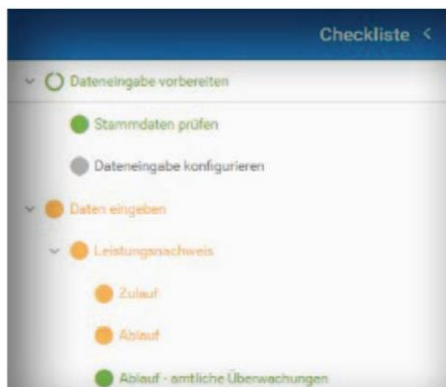 Checkliste <
Dateneingabe vorbereiten
Stammdaten prüfen
Dateneingabe konfigurieren
Daten eingeben
Leistungsnachweis
Zulauf
Ablauf
Ablauf - amtliche Überwachungen